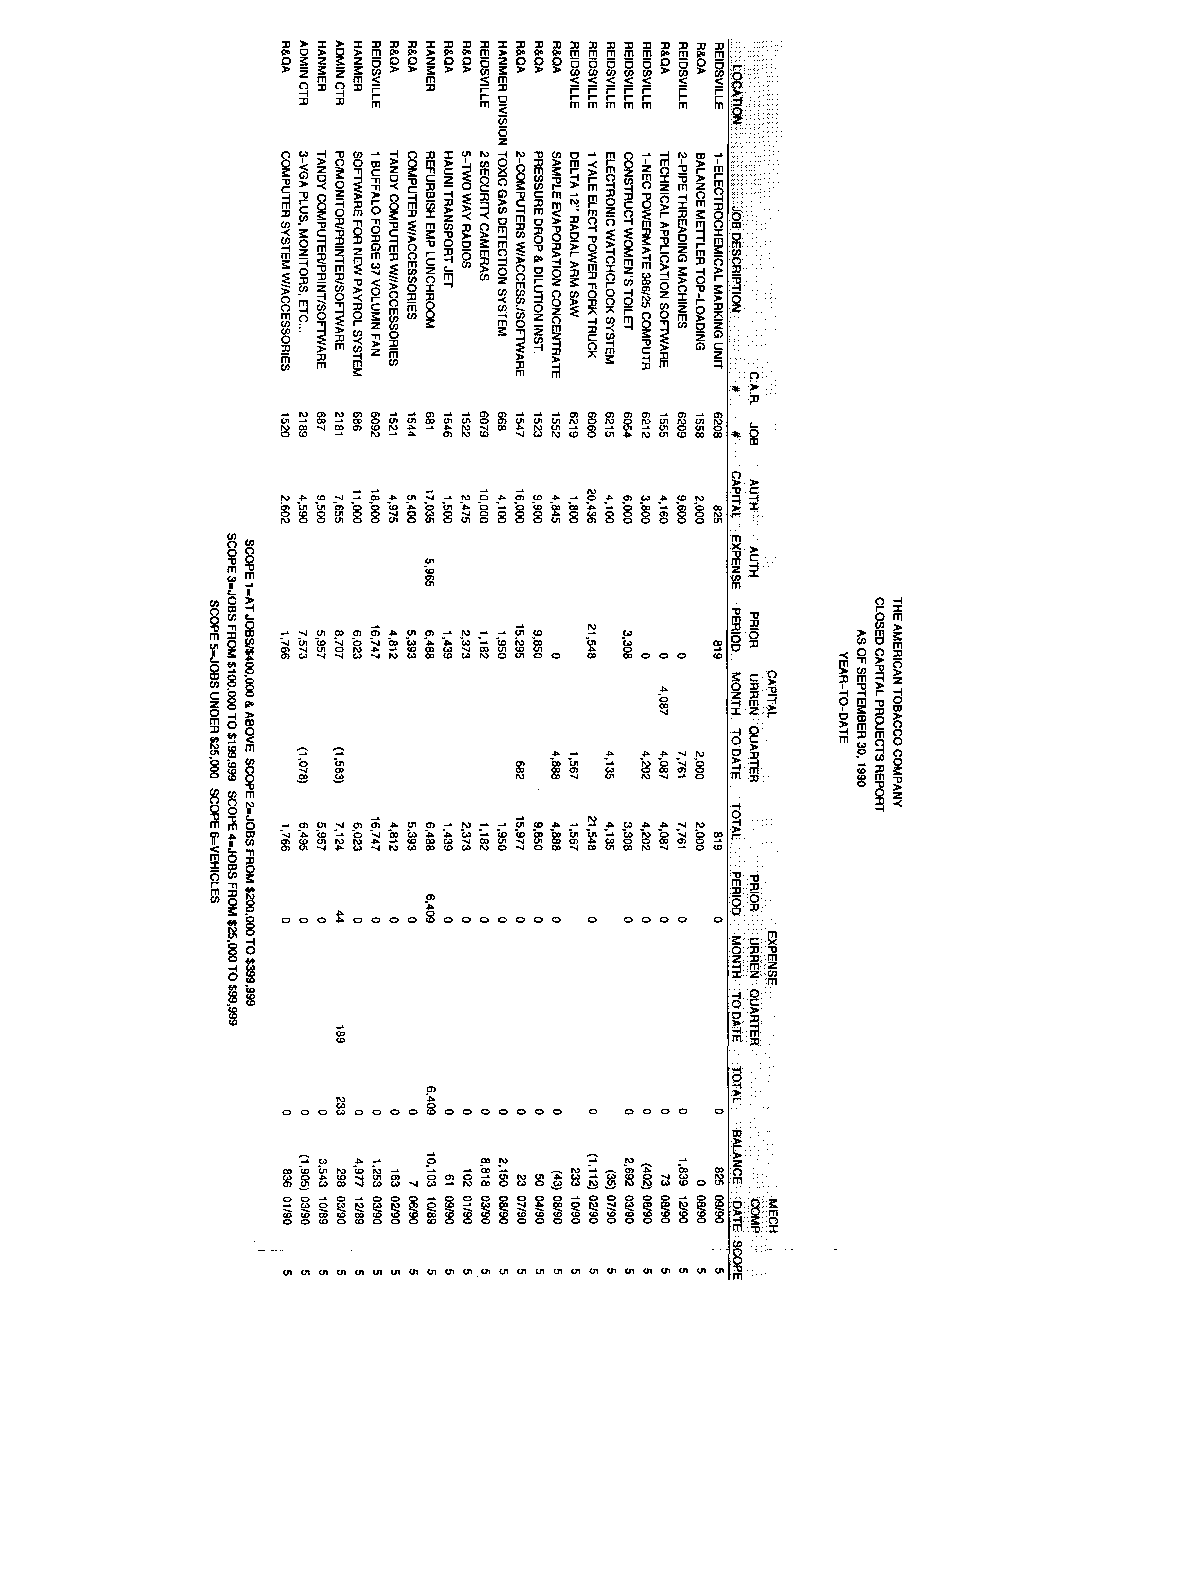 THE AMERICAN TOBACCO COMPANY
CLOSED CAPITAL PROJECTS REPORT
AS OF SEPTEMBER 30, 1990
YEAR-TO-DATE
CAPITAL EXPENSE MECH
C.A.R. JOB AUTH AUTH PRIOR URREN QUARTER PRIOR URREN QUARTER COMP
LOCATION JOB DESCRIPTION # # CAPITAL EXPENSE PERIOD MONTH TO DATE TOTAL PERIOD MONTH TO DATE TOTAL BALANCE DATE SCOPE
REIDSVILLE 1-ELECTROCHEMICAL MARKING UNIT 6208 825 819 819 0 0 825 09/90 5
R&QA BALANCE METTLER TOP-LOADING 1558 2,000 2,000 2,000 0 08/90 5
REIDSVILLE 2-PIPE THREADING MACHINES 6209 9,600 0 7,761 7,761 0 0 1,839 12/90 5
R&QA TECHNICAL APPLICATION SOFTWARE 1555 4,160 0 4,087 4,087 4,087 0 0 73 08/90 5
REIDSVILLE 1-NEC POWERMATE 386/25 COMPUTR 6212 3,800 0 4,202 4,202 0 0 (402) 08/90 5
REIDSVILLE CONSTRUCT WOMEN'S TOILET 6054 6,000 3,308 3,308 0 0 2,692 03/90 5
REIDSVILLE ELECTRONIC WATCHCLOCK SYSTEM 6215 4,100 4,135 4,135 (35) 07/90 5
REIDSVILLE 1 YALE ELECT POWER FORK TRUCK 6060 20,436 21,548 21,548 0 0 (1,112) 02/90 5
REIDSVILLE DELTA 12" RADIAL ARM SAW 6219 1,800 1,567 1,567 233 10/90 5
R&QA SAMPLE EVAPORATION CONCENTRATE 1552 4,845 0 4,888 4,888 0 0 (43) 08/90 5
R&QA PRESSURE DROP & DILUTION INST. 1523 9,900 9,850 9,850 0 0 50 04/90 5
R&QA 2-COMPUTERS W/ACCESS./SOFTWARE 1547 16,000 15,295 682 15,977 0 0 23 07/90 5
HANMER DIVISION TOXIC GAS DETECTION SYSTEM 668 4,100 1,950 1,950 0 0 2,150 08/90 5
REIDSVILLE 2 SECURITY CAMERAS 6079 10,000 1,182 1,182 0 0 8,818 03/90 5
R&QA 5-TWO WAY RADIOS 1522 2,475 2,373 2,373 0 0 102 01/90 5
R&QA HAUNI TRANSPORT JET 1546 1,500 1,439 1,439 0 0 61 09/90 5
HANMER REFURBISH EMP LUNCHROOM 681 17,035 5,965 6,488 6,488 6,409 6,409 10,103 10/89 5
R&QA COMPUTER W/ACCESSORIES 1544 5,400 5,393 5,393 0 0 7 06/90 5
R&QA TANDY COMPUTER W/ACCESSORIES 1521 4,975 4,812 4,812 0 0 163 02/90 5
REIDSVILLE 1 BUFFALO FORGE 37 VOLUMN FAN 6092 18,000 16,747 16,747 0 0 1,253 03/90 5
HANMER SOFTWARE FOR NEW PAYROL SYSTEM 686 11,000 6,023 6,023 0 0 4,977 12/89 5
ADMIN CTR PC/MONITOR/PRINTER/SOFTWARE 2181 7,655 8,707 (1,583) 7,124 44 189 233 298 03/90 5
HANMER TANDY COMPUTER/PRINT/SOFTWARE 687 9,500 5,957 5,957 0 0 3,543 10/89 5
ADMIN CTR 3-VGA PLUS, MONITORS, ETC... 2189 4,590 7,573 (1,078) 6,495 0 0 (1,905) 03/90 5
R&QA COMPUTER SYSTEM W/ACCESSORIES 1520 2,602 1,766 1,766 0 0 836 01/90 5
SCOPE 1=AT JOBS/$400,000 & ABOVE SCOPE 2=JOBS FROM $200,000 TO $399,999
SCOPE 3=JOBS FROM $100,000 TO $199,999 SCOPE 4=JOBS FROM $25,000 TO $99,999
SCOPE 5=JOBS UNDER $25,000 SCOPE 6=VEHICLES